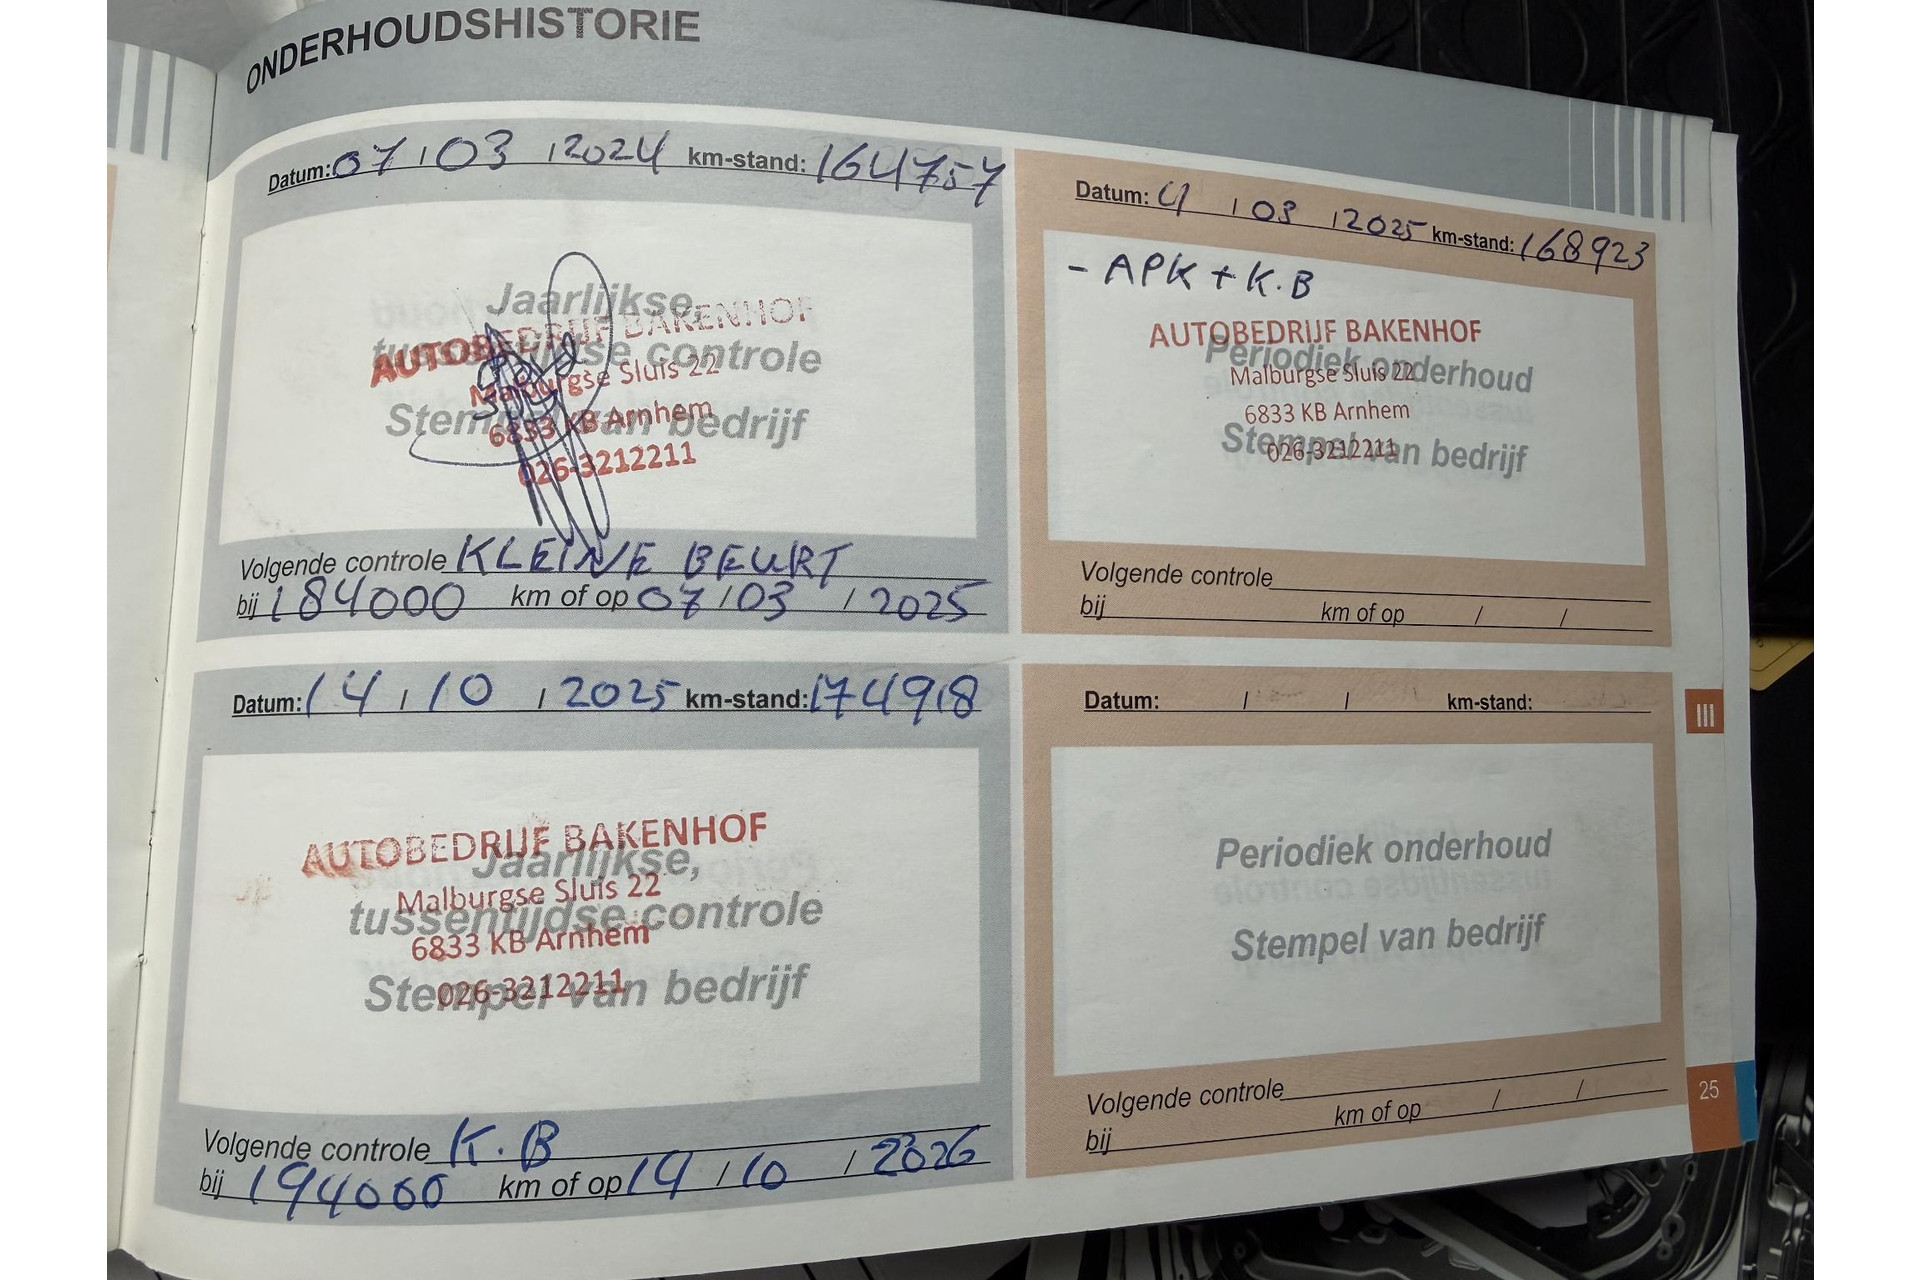 ONDERHOUDSHISTORIE
Datum: 07 / 03 / 2024 km-stand: 164757
Jaarlijkse,
tussentijdse controle
Stempel van bedrijf
AUTOBEDRIJF BAKENHOF
Malburgse Sluis 22
6833 KB Arnhem
026-3212211
Volgende controle KLEINE BEURT
bij 184000 km of op 07 / 03 / 2025
Datum: 4 / 03 / 2025 km-stand: 168923
- APK + K.B
AUTOBEDRIJF BAKENHOF
Periodiek onderhoud
Malburgse Sluis 22
6833 KB Arnhem
Stempel van bedrijf
026-3212211
Volgende controle
bij km of op / /
Datum: 14 / 10 / 2025 km-stand: 174918
AUTOBEDRIJF BAKENHOF
Jaarlijkse,
Malburgse Sluis 22
tussentijdse controle
6833 KB Arnhem
Stempel van bedrijf
026-3212211
Volgende controle K.B
bij 194000 km of op 14 / 10 / 2026
Datum: / / km-stand:
Periodiek onderhoud
Stempel van bedrijf
Volgende controle
bij km of op / /
III
25